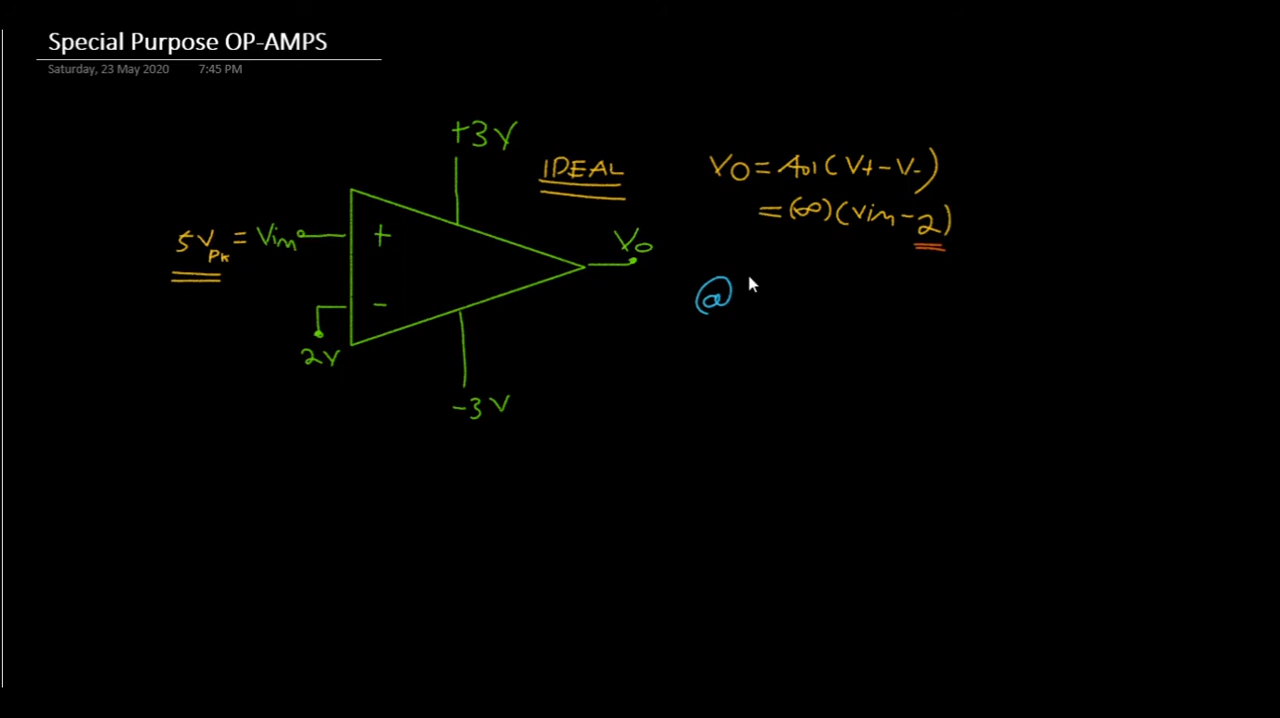 Special Purpose OP-AMPS
Saturday, 23 May 2020 7:45 PM
+3V
IDEAL
Vo = Aol (V+ - V-)
= (∞)(Vin - 2)
5Vpk = Vin
+
Vo
-
2V
-3V
@